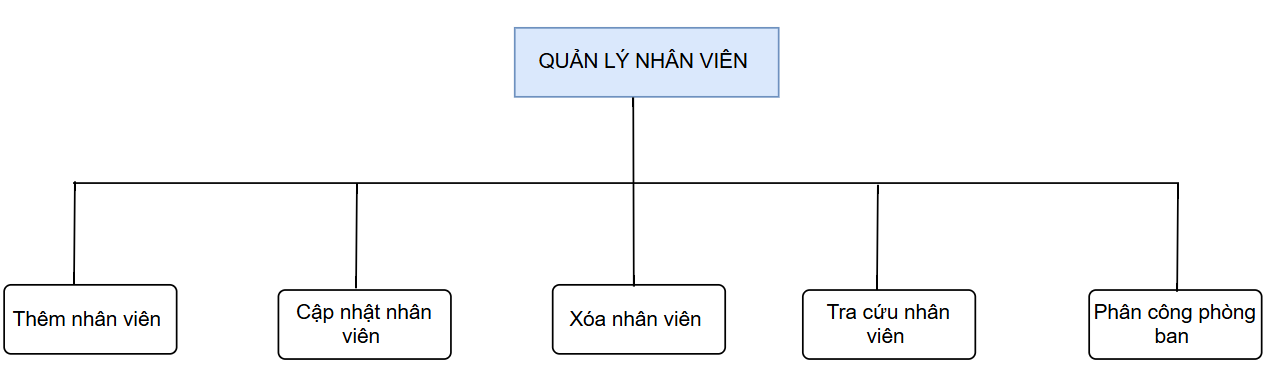 QUẢN LÝ NHÂN VIÊN
Thêm nhân viên
Cập nhật nhân
viên
Xóa nhân viên
Tra cứu nhân
viên
Phân công phòng
ban